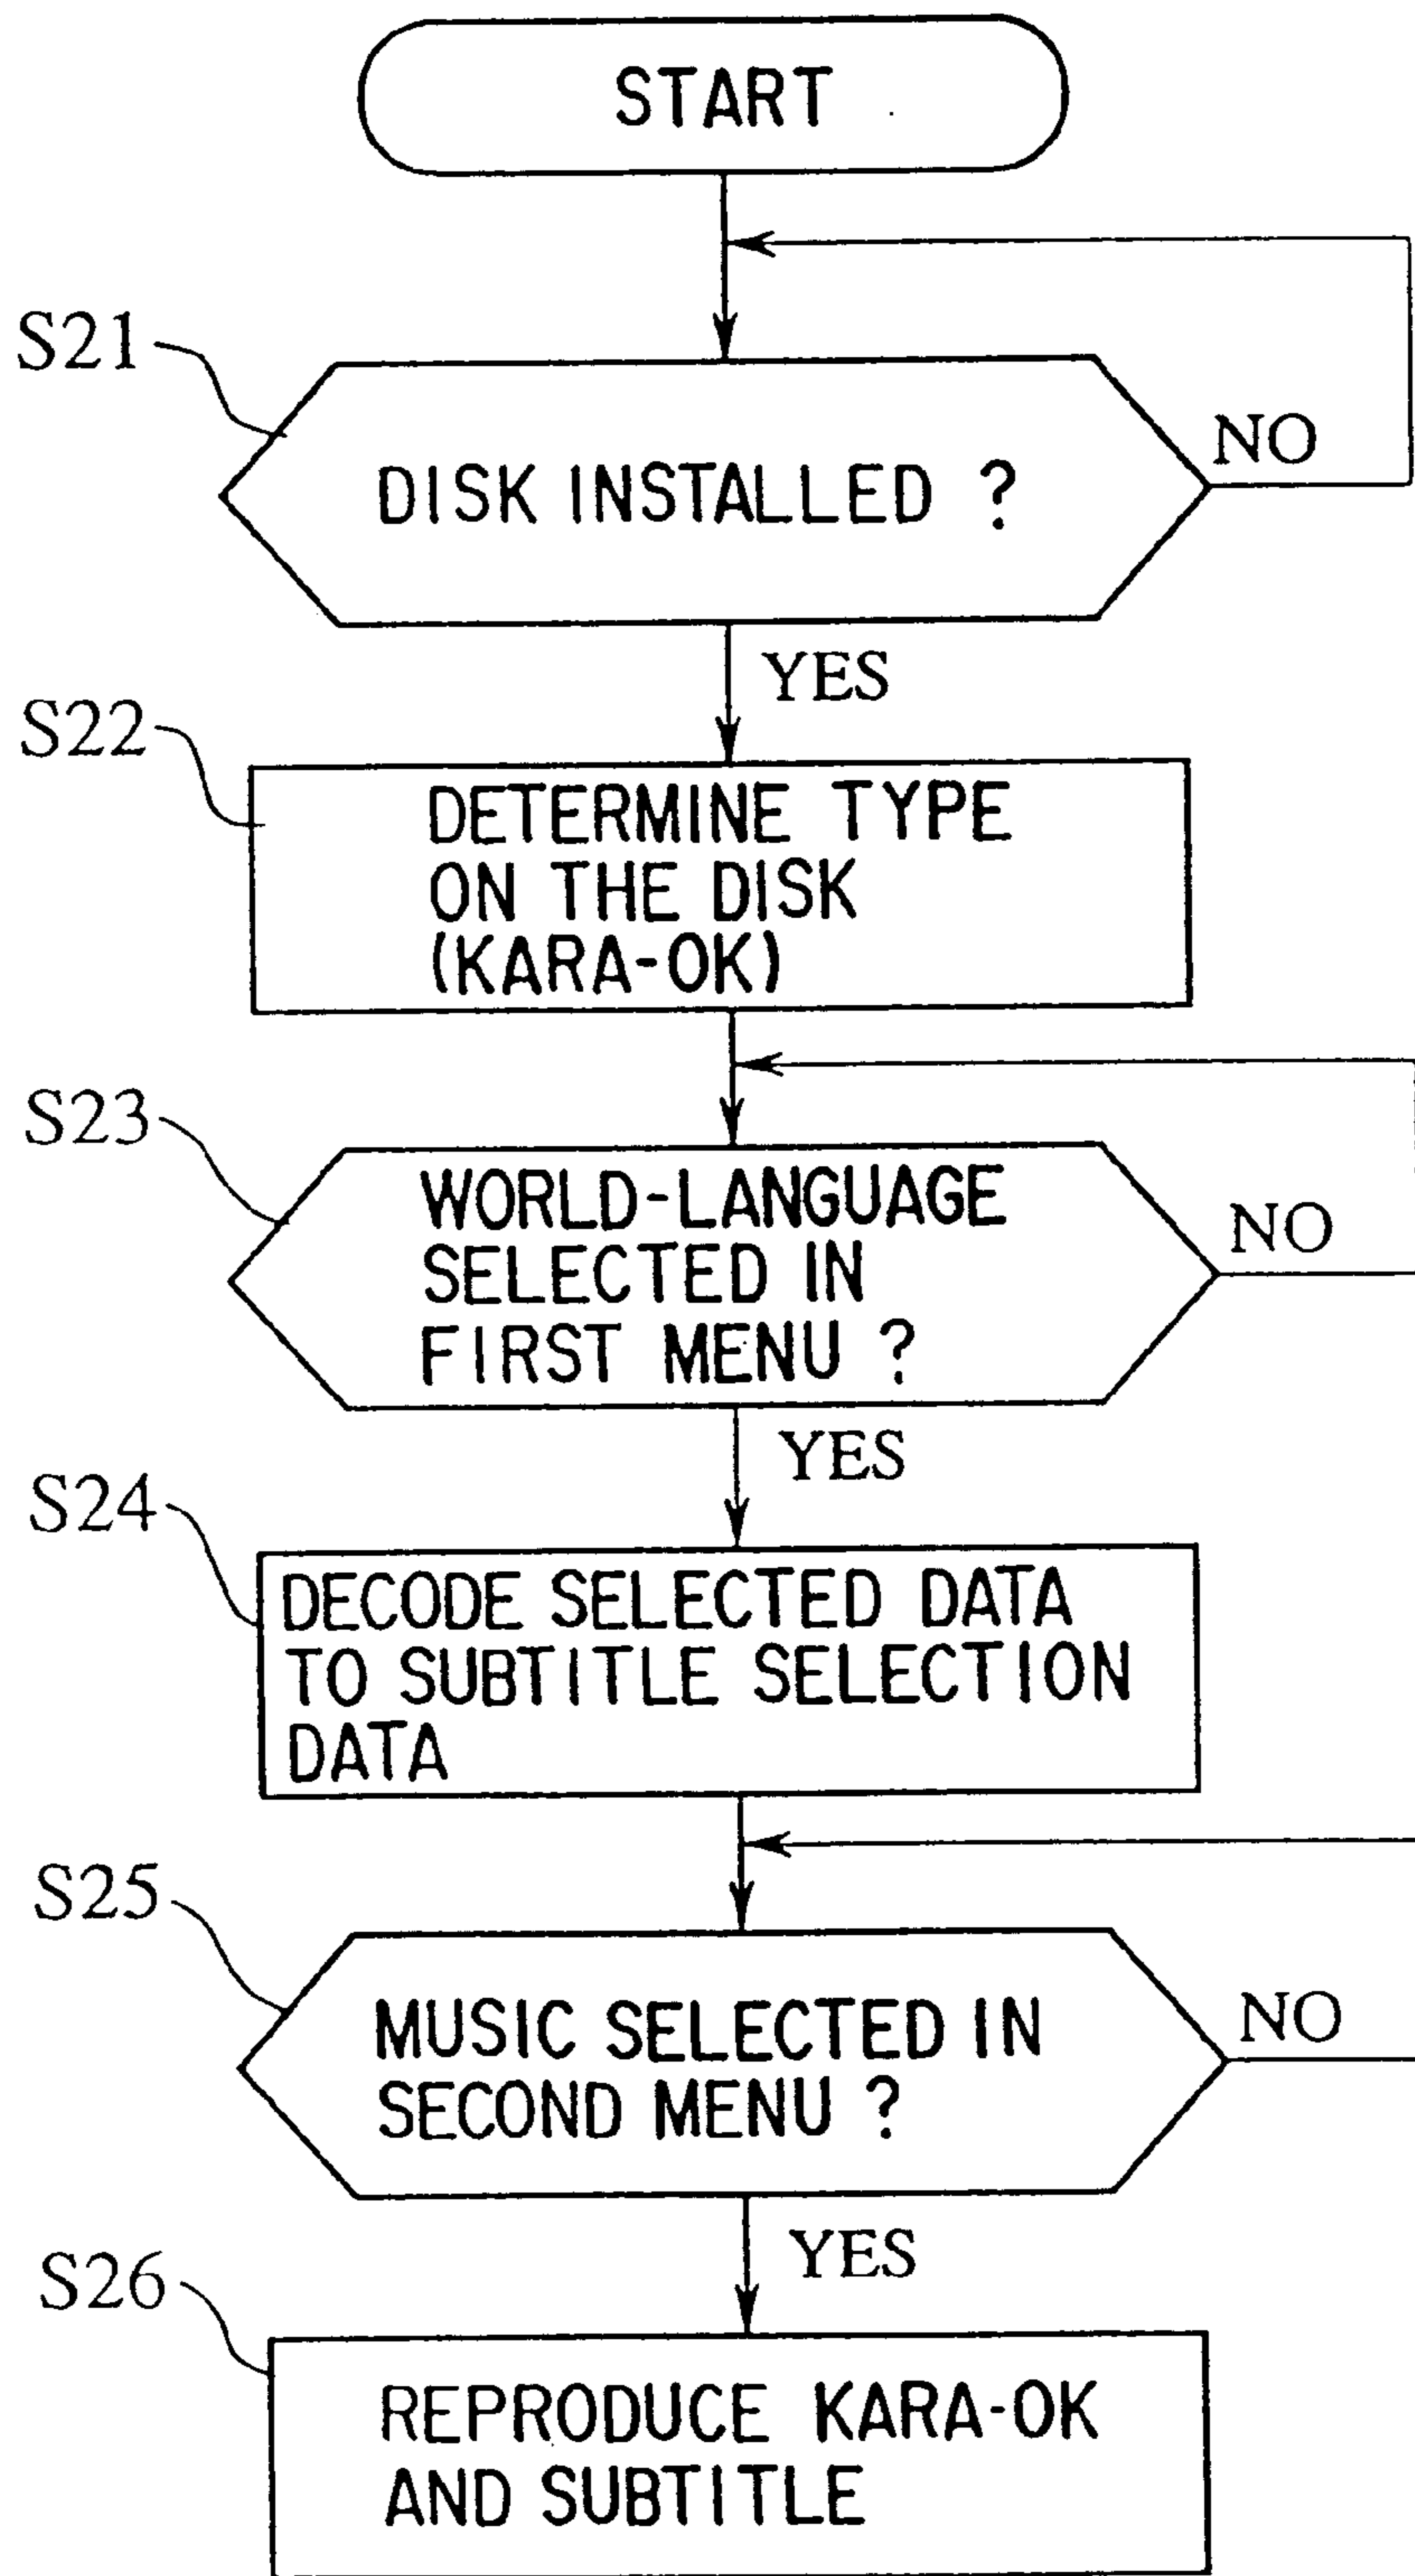 START
S21
DISK INSTALLED ?
NO
YES
S22
DETERMINE TYPE
ON THE DISK
(KARA-OK)
S23
WORLD-LANGUAGE
SELECTED IN
FIRST MENU ?
NO
YES
S24
DECODE SELECTED DATA
TO SUBTITLE SELECTION
DATA
S25
MUSIC SELECTED IN
SECOND MENU ?
NO
YES
S26
REPRODUCE KARA-OK
AND SUBTITLE